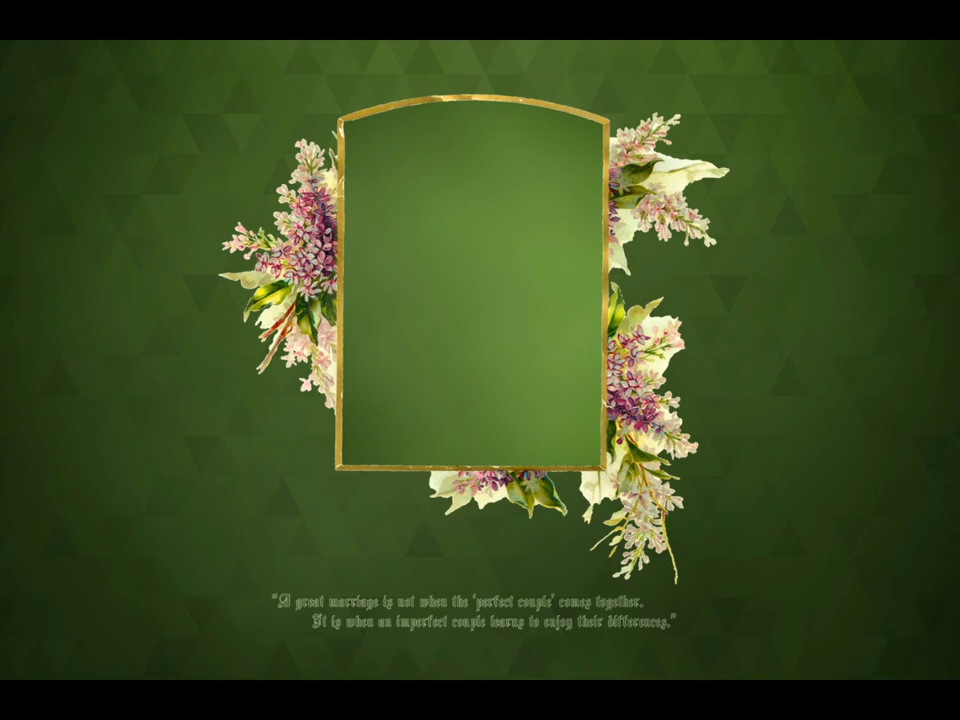 “A great marriage is not when the ‘perfect couple’ comes together.
It is when an imperfect couple learns to enjoy their differences.”